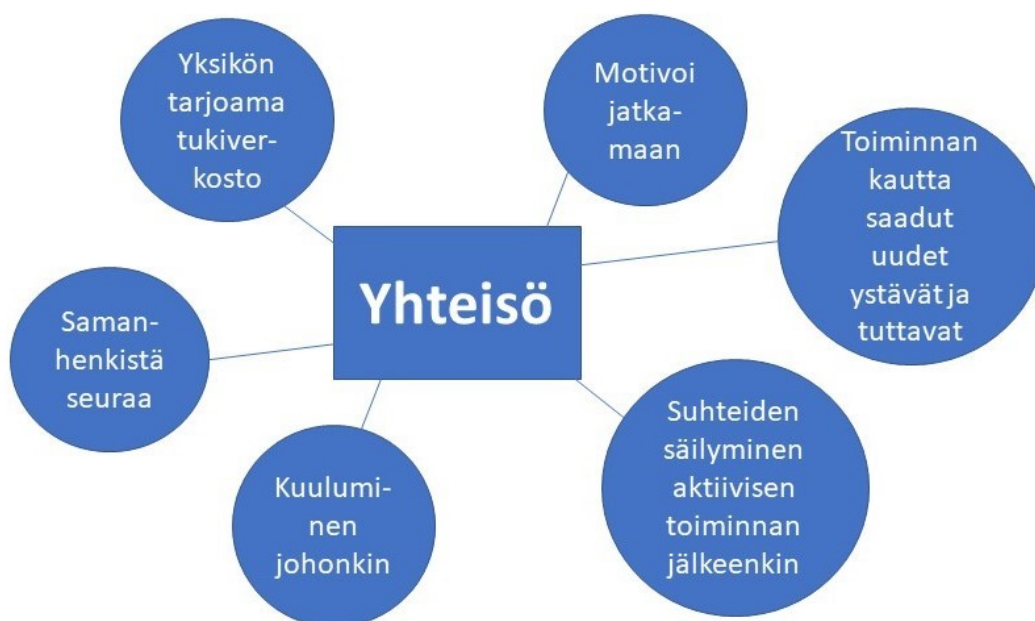 Yksikön
tarjoama
tukiver-
kosto
Motivoi
jatka-
maan
Toiminnan
kautta
saadut
uudet
ystävät ja
tuttavat
Yhteisö
Saman-
henkistä
seuraa
Kuulumi-
nen
johonkin
Suhteiden
säilyminen
aktiivisen
toiminnan
jälkeenkin